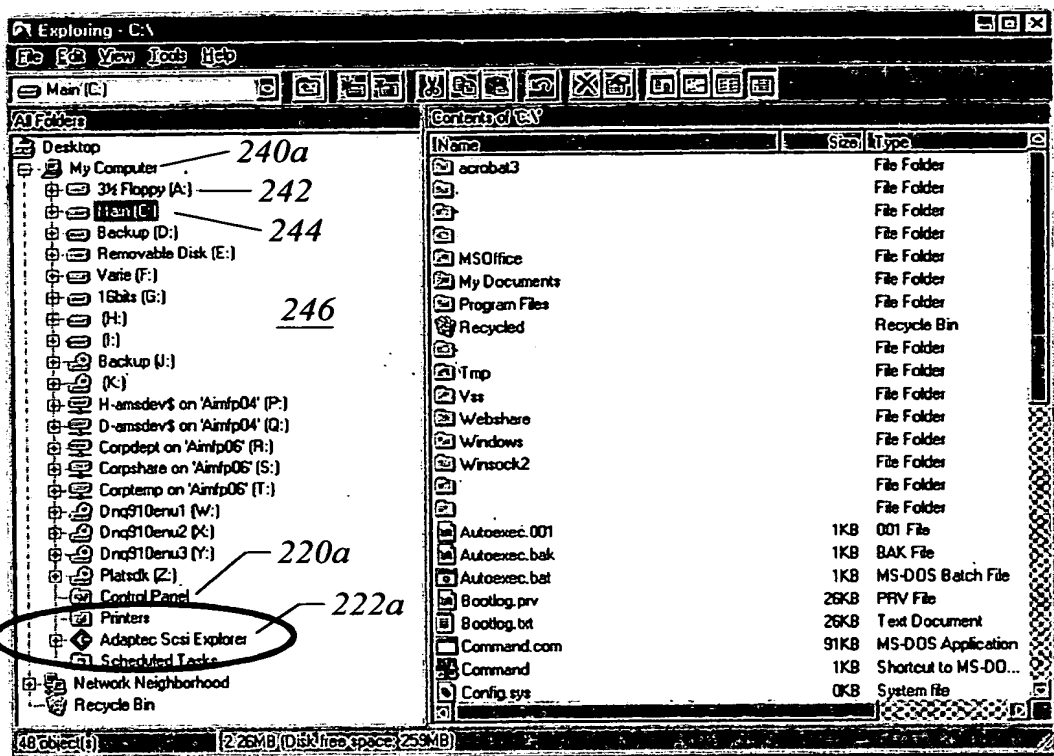 Exploring - C:\
File Edit View Tools Help
Main (C:)
All Folders
Contents of 'C:\'
Desktop
My Computer
3½ Floppy (A:)
Main (C:)
Backup (D:)
Removable Disk (E:)
Varie (F:)
16bits (G:)
(H:)
(I:)
Backup (J:)
(K:)
H-amsdev$ on 'Aimfp04' (P:)
D-amsdev$ on 'Aimfp04' (Q:)
Corpdept on 'Aimfp06' (R:)
Corpshare on 'Aimfp06' (S:)
Corptemp on 'Aimfp06' (T:)
Dnq910enu1 (W:)
Dnq910enu2 (X:)
Dnq910enu3 (Y:)
Platsdk (Z:)
Control Panel
Printers
Adaptec Scsi Explorer
Scheduled Tasks
Network Neighborhood
Recycle Bin
240a
242
244
246
220a
222a
Name Size Type
acrobat3 File Folder
File Folder
File Folder
File Folder
MSOffice File Folder
My Documents File Folder
Program Files File Folder
Recycled Recycle Bin
File Folder
Tmp File Folder
Vss File Folder
Webshare File Folder
Windows File Folder
Winsock2 File Folder
File Folder
File Folder
Autoexec.001 1KB 001 File
Autoexec.bak 1KB BAK File
Autoexec.bat 1KB MS-DOS Batch File
Bootlog.prv 26KB PRV File
Bootlog.txt 26KB Text Document
Command.com 91KB MS-DOS Application
Command 1KB Shortcut to MS-DO...
Config.sys 0KB System file
48 object(s) 2.26MB (Disk free space: 259MB)